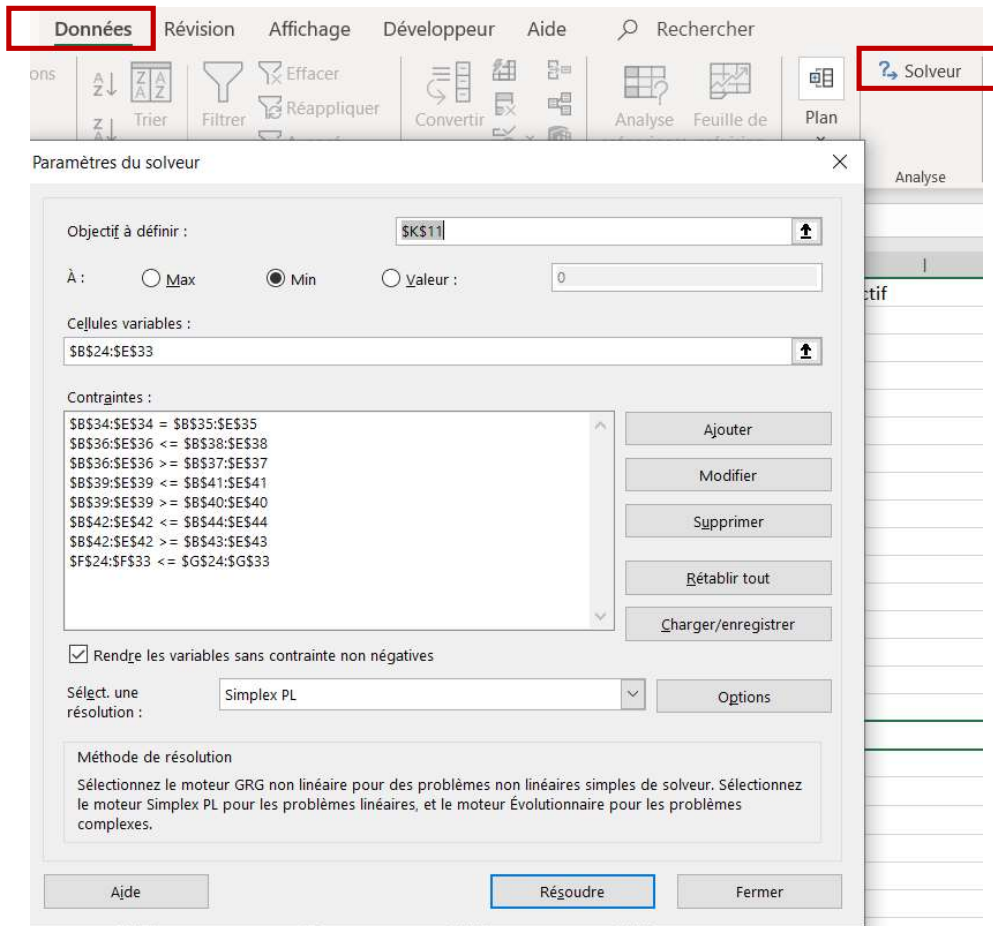 Données Révision Affichage Développeur Aide Rechercher
ons
Effacer
Réappliquer
Trier Filtrer Convertir Analyse Feuille de Plan
Solveur
Analyse
Paramètres du solveur
Objectif à définir : $K$11
À : Max Min Valeur : 0
I
ctif
Cellules variables :
$B$24:$E$33
Contraintes :
$B$34:$E$34 = $B$35:$E$35
$B$36:$E$36 <= $B$38:$E$38
$B$36:$E$36 >= $B$37:$E$37
$B$39:$E$39 <= $B$41:$E$41
$B$39:$E$39 >= $B$40:$E$40
$B$42:$E$42 <= $B$44:$E$44
$B$42:$E$42 >= $B$43:$E$43
$F$24:$F$33 <= $G$24:$G$33
Ajouter
Modifier
Supprimer
Rétablir tout
Charger/enregistrer
Rendre les variables sans contrainte non négatives
Sélect. une
résolution : Simplex PL Options
Méthode de résolution
Sélectionnez le moteur GRG non linéaire pour des problèmes non linéaires simples de solveur. Sélectionnez
le moteur Simplex PL pour les problèmes linéaires, et le moteur Évolutionnaire pour les problèmes
complexes.
Aide Résoudre Fermer